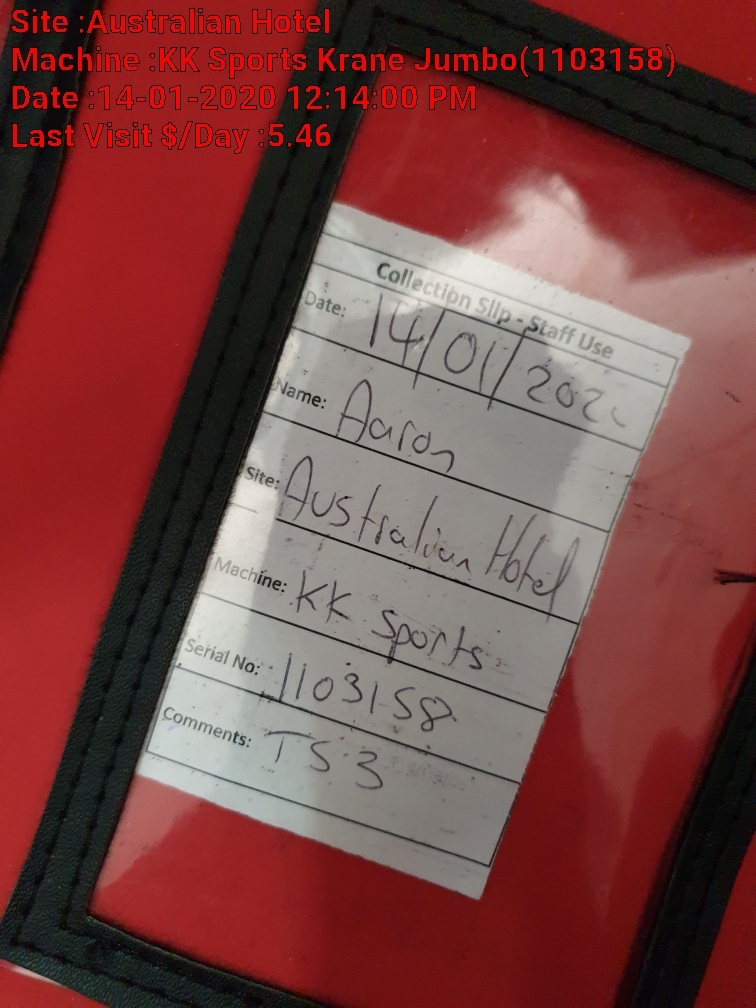 Site :Australian Hotel
Machine :KK Sports Krane Jumbo(1103158)
Date :14-01-2020 12:14:00 PM
Last Visit $/Day :5.46
Collection Slip - Staff Use
Date: 14/01/2020
Name: Aaron
Site: Australian Hotel
Machine: KK Sports
Serial No: 1103158
Comments: TS3